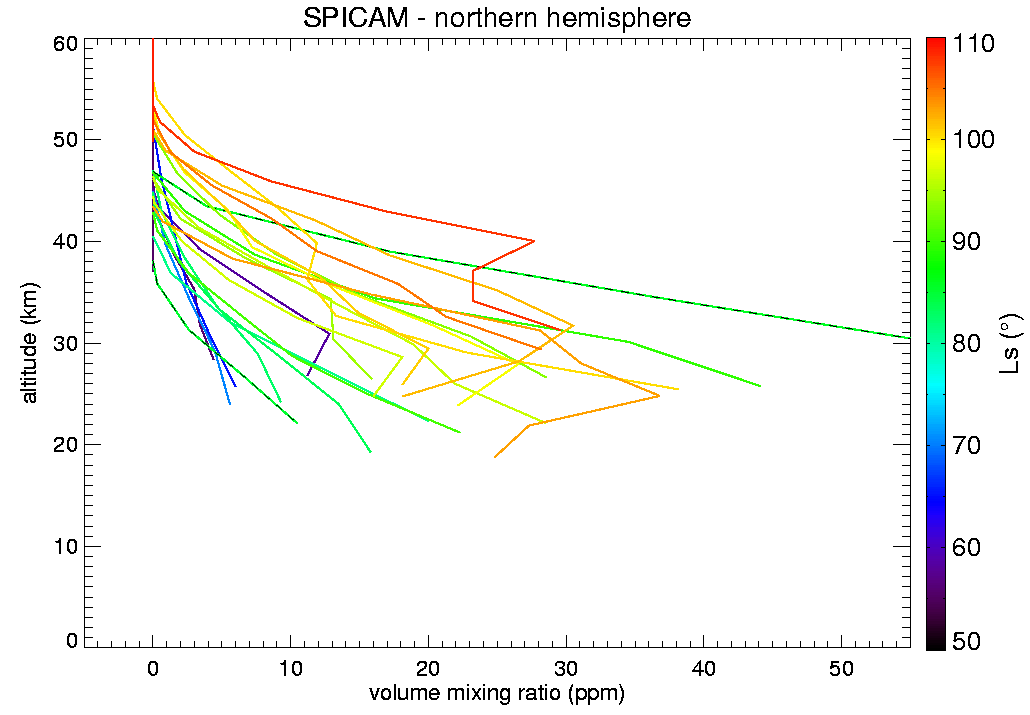 SPICAM - northern hemisphere
60
50
40
30
20
10
0
altitude (km)
0 10 20 30 40 50
volume mixing ratio (ppm)
110
100
90
80
70
60
50
Ls (°)